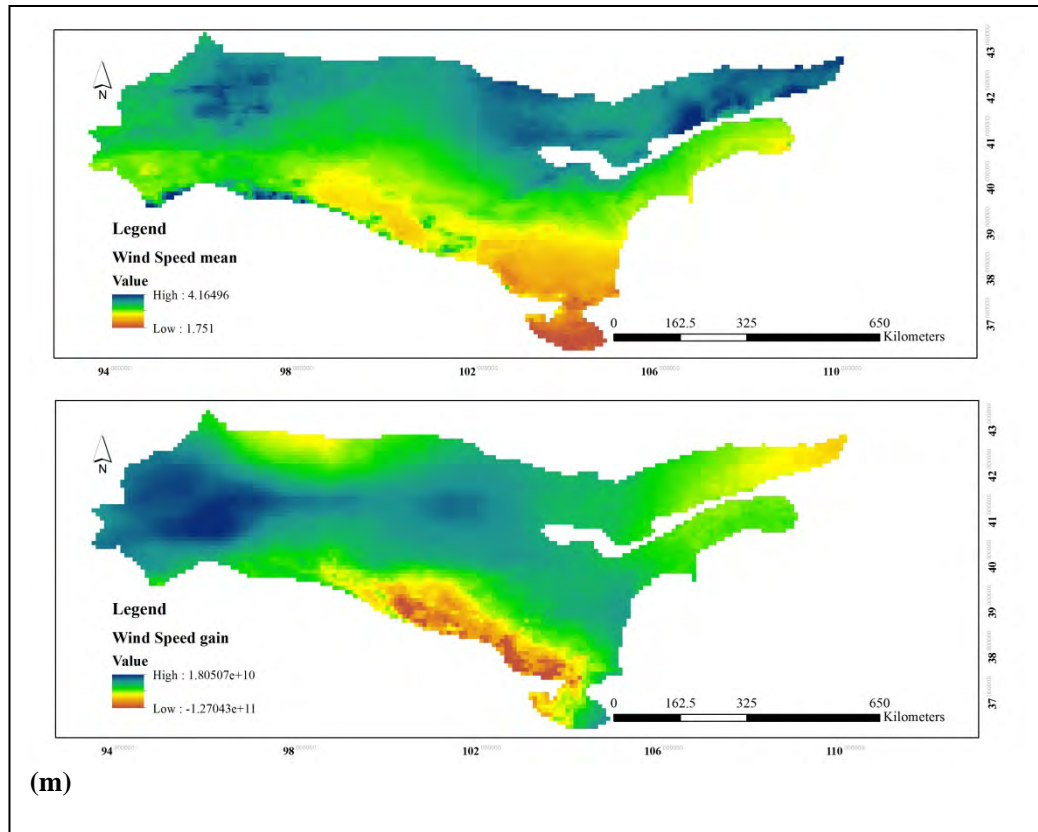 43
N
42
41
40
Legend
39
Wind Speed mean
Value
High : 4.16496
38
Low : 1.751
37
0 162.5 325 650
Kilometers
94 98 102 106 110
43
N
42
41
40
Legend
39
Wind Speed gain
Value
High : 1.80507e+10
38
Low : -1.27043e+11
37
0 162.5 325 650
Kilometers
94 98 102 106 110
(m)